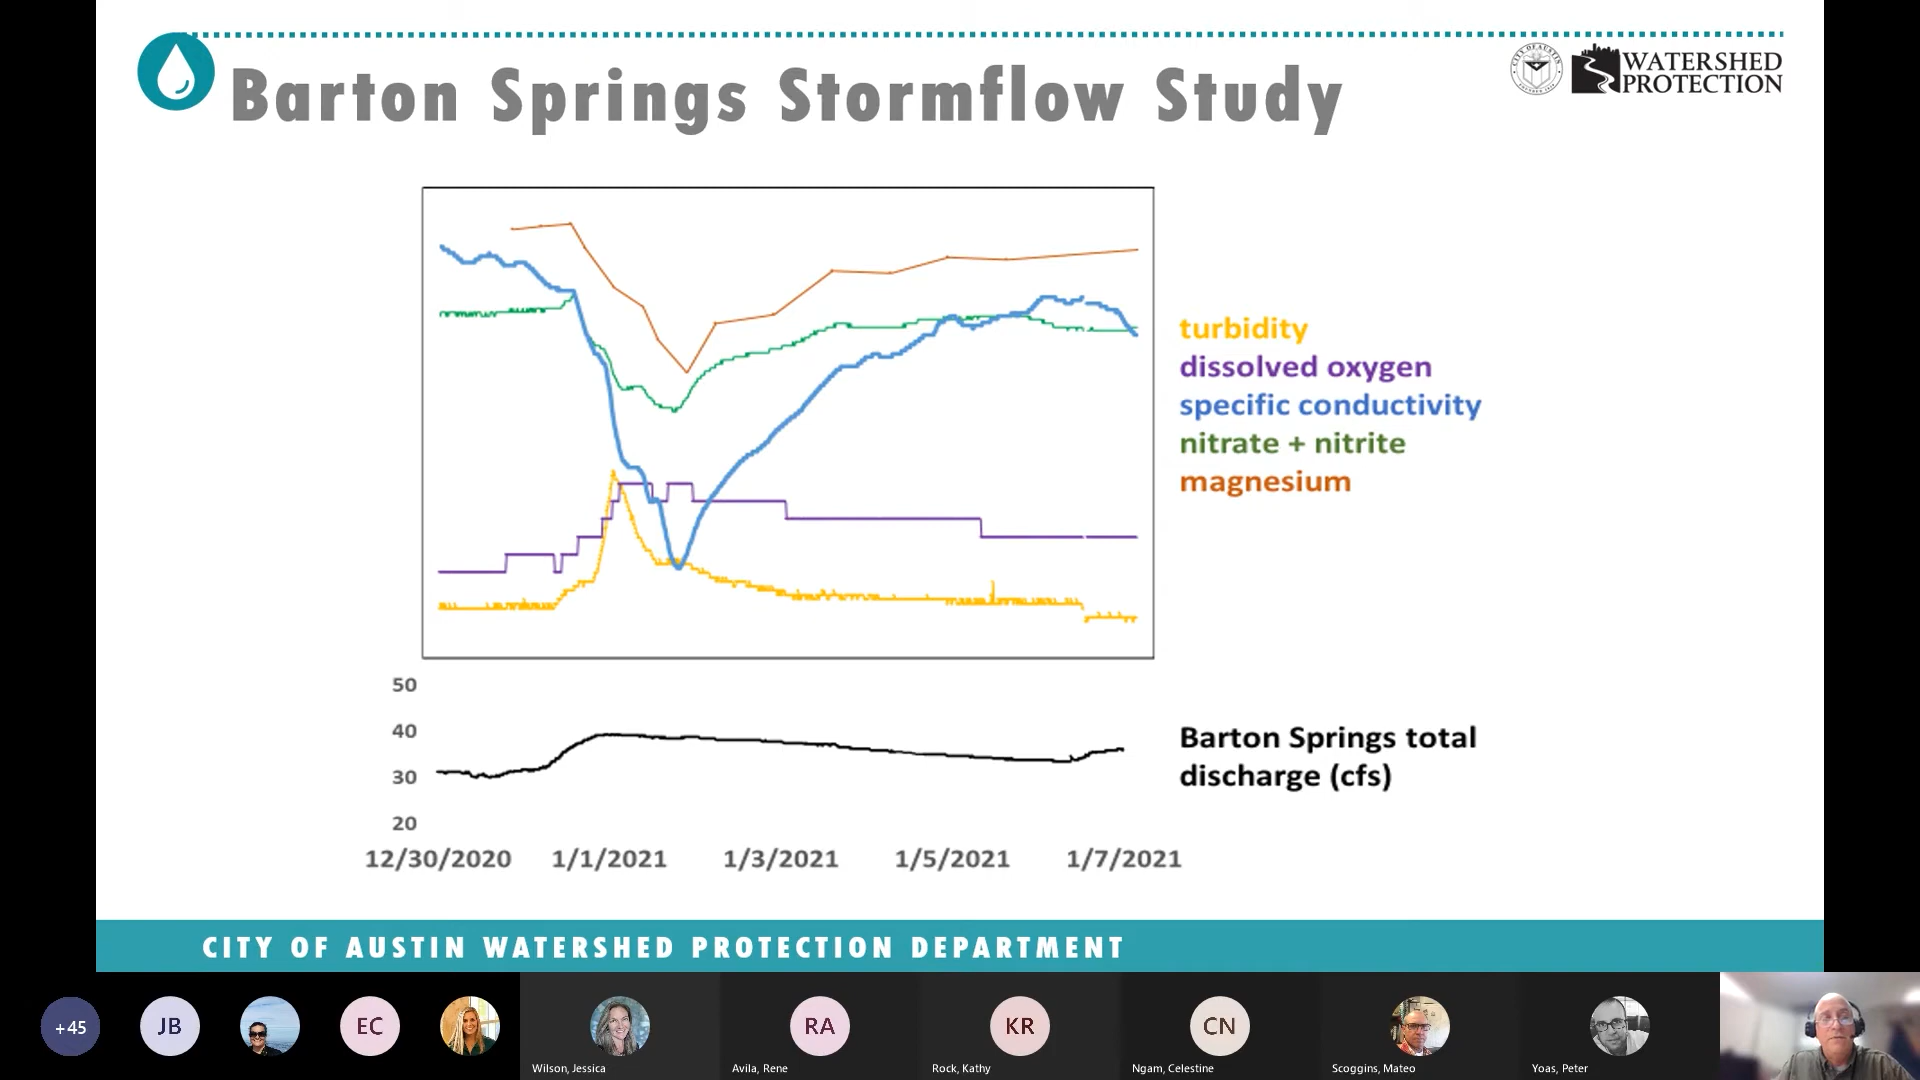 Barton Springs Stormflow Study
WATERSHED
PROTECTION
turbidity
dissolved oxygen
specific conductivity
nitrate + nitrite
magnesium
50
40
30
20
Barton Springs total
discharge (cfs)
12/30/2020 1/1/2021 1/3/2021 1/5/2021 1/7/2021
CITY OF AUSTIN WATERSHED PROTECTION DEPARTMENT
+45 JB EC RA KR CN
Wilson, Jessica Avila, Rene Rock, Kathy Ngam, Celestine Scoggins, Mateo Yoas, Peter